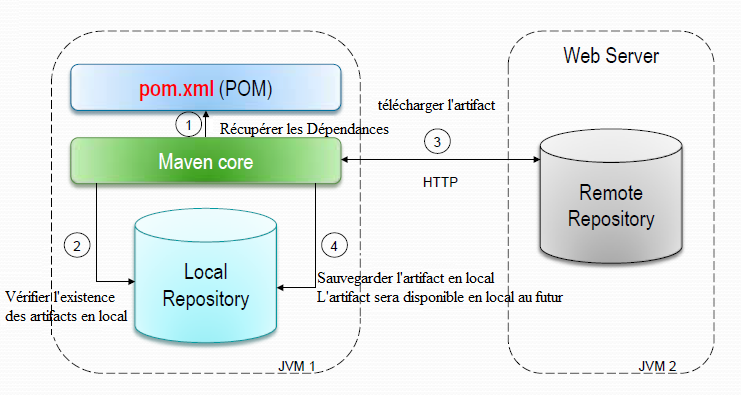 Web Server
pom.xml (POM)
télécharger l'artifact
1
Récupérer les Dépendances
3
Maven core
HTTP
Remote
Repository
2
4
Local
Repository
Sauvegarder l'artifact en local
L'artifact sera disponible en local au futur
Vérifier l'existence
des artifacts en local
JVM 1
JVM 2